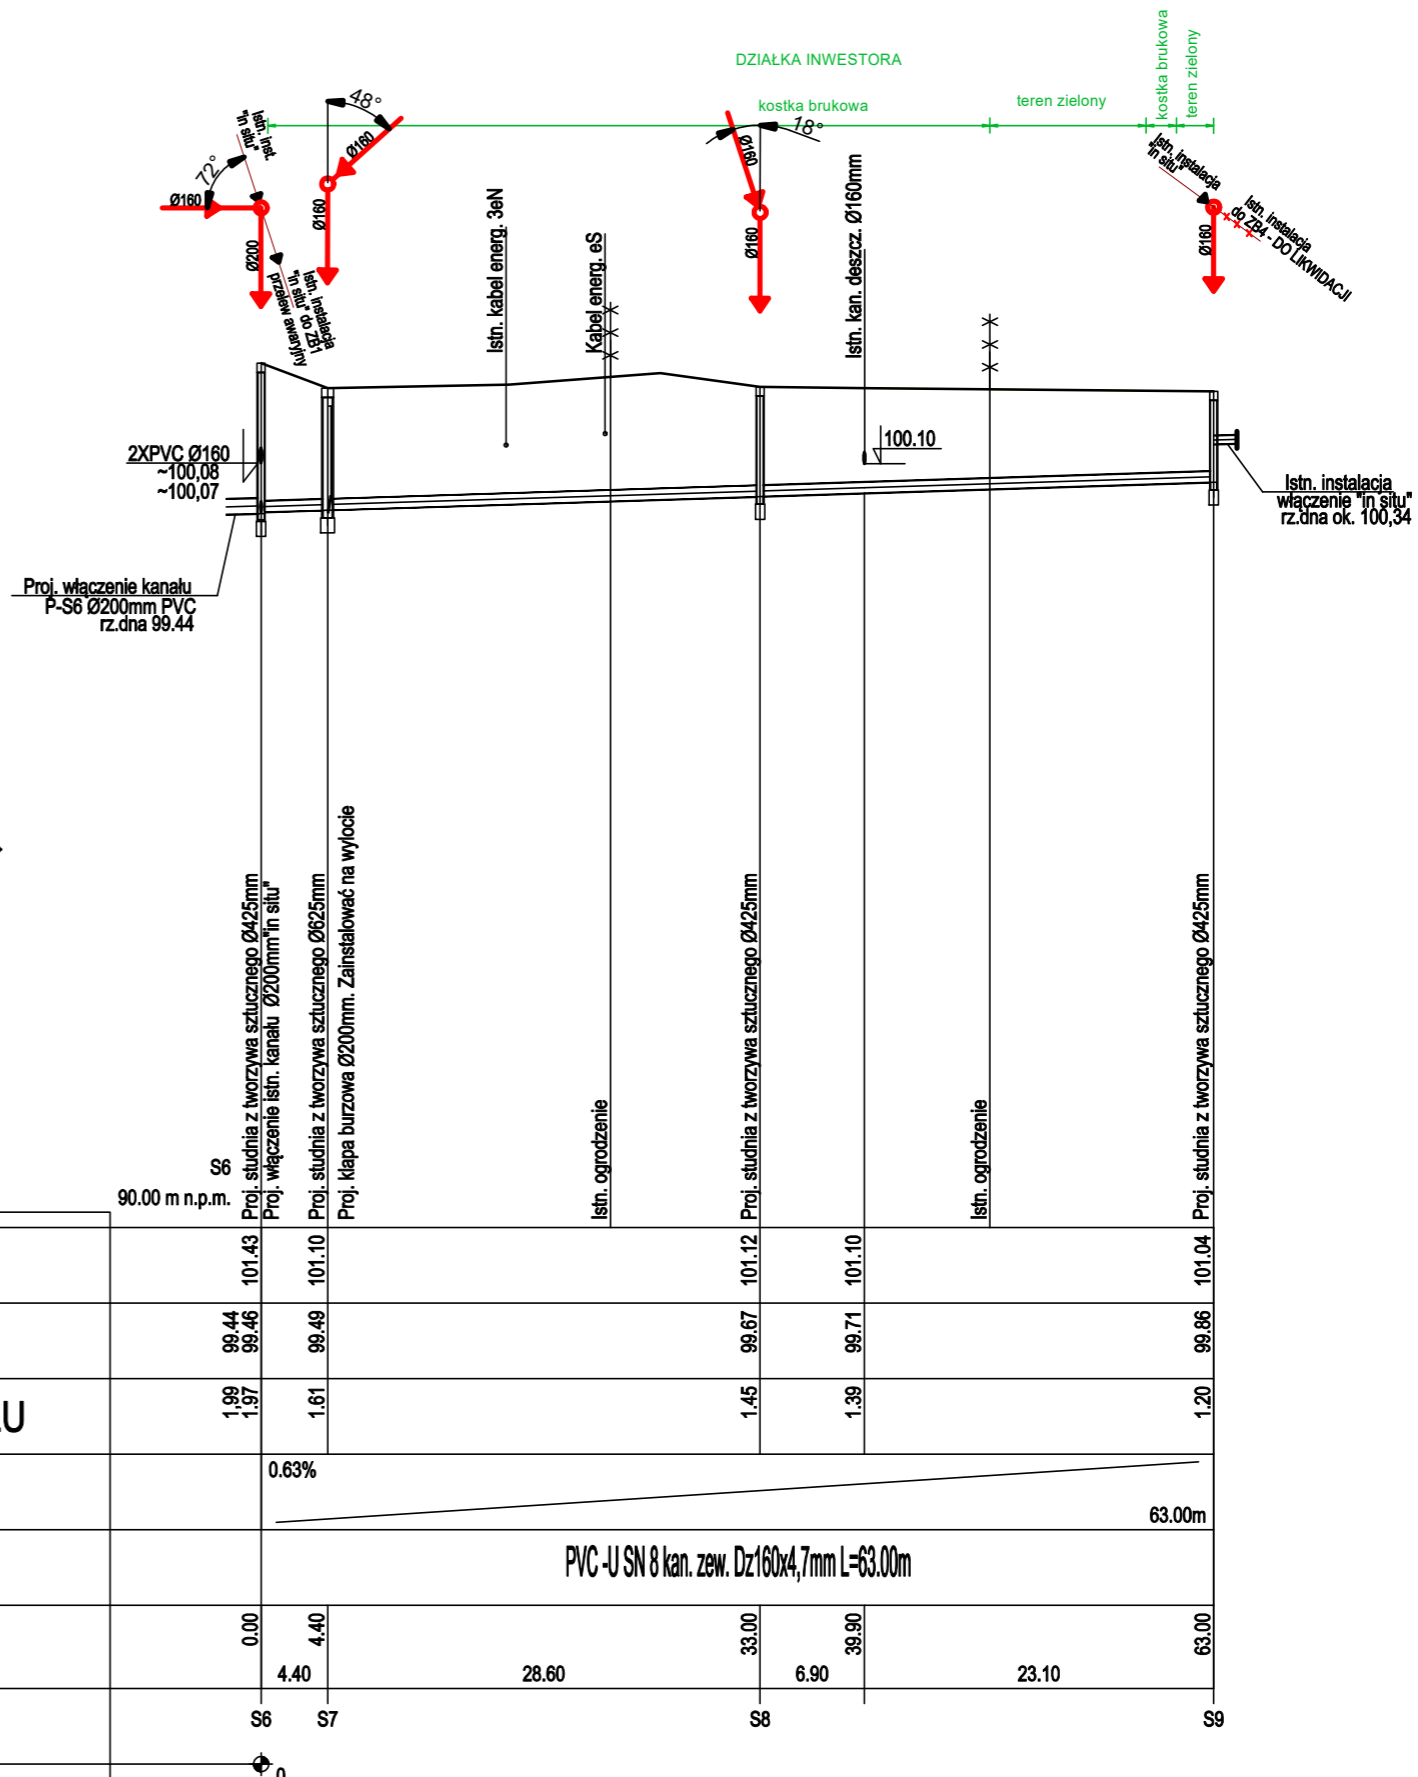 DZIAŁKA INWESTORA
kostka brukowa
teren zielony
kostka brukowa
teren zielony
48°
Ø160
Ø160
72°
Ø160
Istn. inst.
"in situ"
Ø200
Istn. instalacja
"in situ" do ZB1
przelew awaryjny
18°
Ø160
Ø160
Istn. instalacja
"in situ"
Istn. instalacja
do ZB4 - DO LIKWIDACJI
Ø160
Istn. kabel energ. 3eN
Kabel energ. eS
Istn. kan. deszcz. Ø160mm
2XPVC Ø160
~100,08
~100,07
100.10
Istn. instalacja
włączenie "in situ"
rz.dna ok. 100,34
Proj. włączenie kanału
P-S6 Ø200mm PVC
rz.dna 99.44
Proj. studnia z tworzywa sztucznego Ø425mm
Proj. włączenie istn. kanału Ø200mm"in situ"
Proj. studnia z tworzywa sztucznego Ø625mm
Proj. klapa burzowa Ø200mm. Zainstalować na wylocie
Istn. ogrodzenie
Proj. studnia z tworzywa sztucznego Ø425mm
Istn. ogrodzenie
Proj. studnia z tworzywa sztucznego Ø425mm
S6
90.00 m n.p.m.
101.43
101.10
101.12
101.10
101.04
99.44
99.46
99.49
99.67
99.71
99.86
1,99
1.97
1.61
1.45
1.39
1.20
U
0.63%
63.00m
PVC -U SN 8 kan. zew. Dz160x4,7mm L=63.00m
0.00
4.40
33.00
39.90
63.00
4.40
28.60
6.90
23.10
S6
S7
S8
S9
0